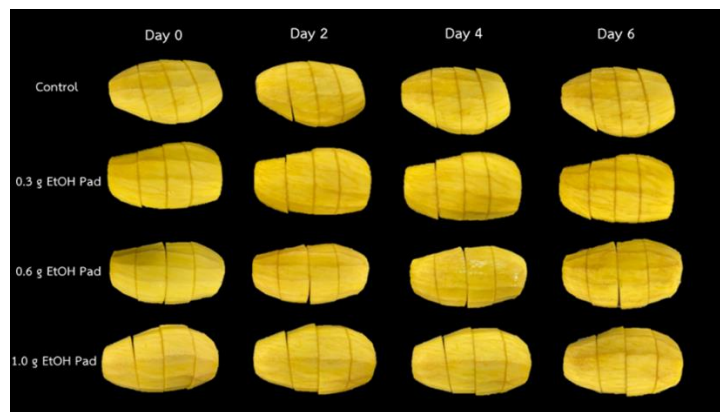 Day 0 Day 2 Day 4 Day 6
Control
0.3 g EtOH Pad
0.6 g EtOH Pad
1.0 g EtOH Pad